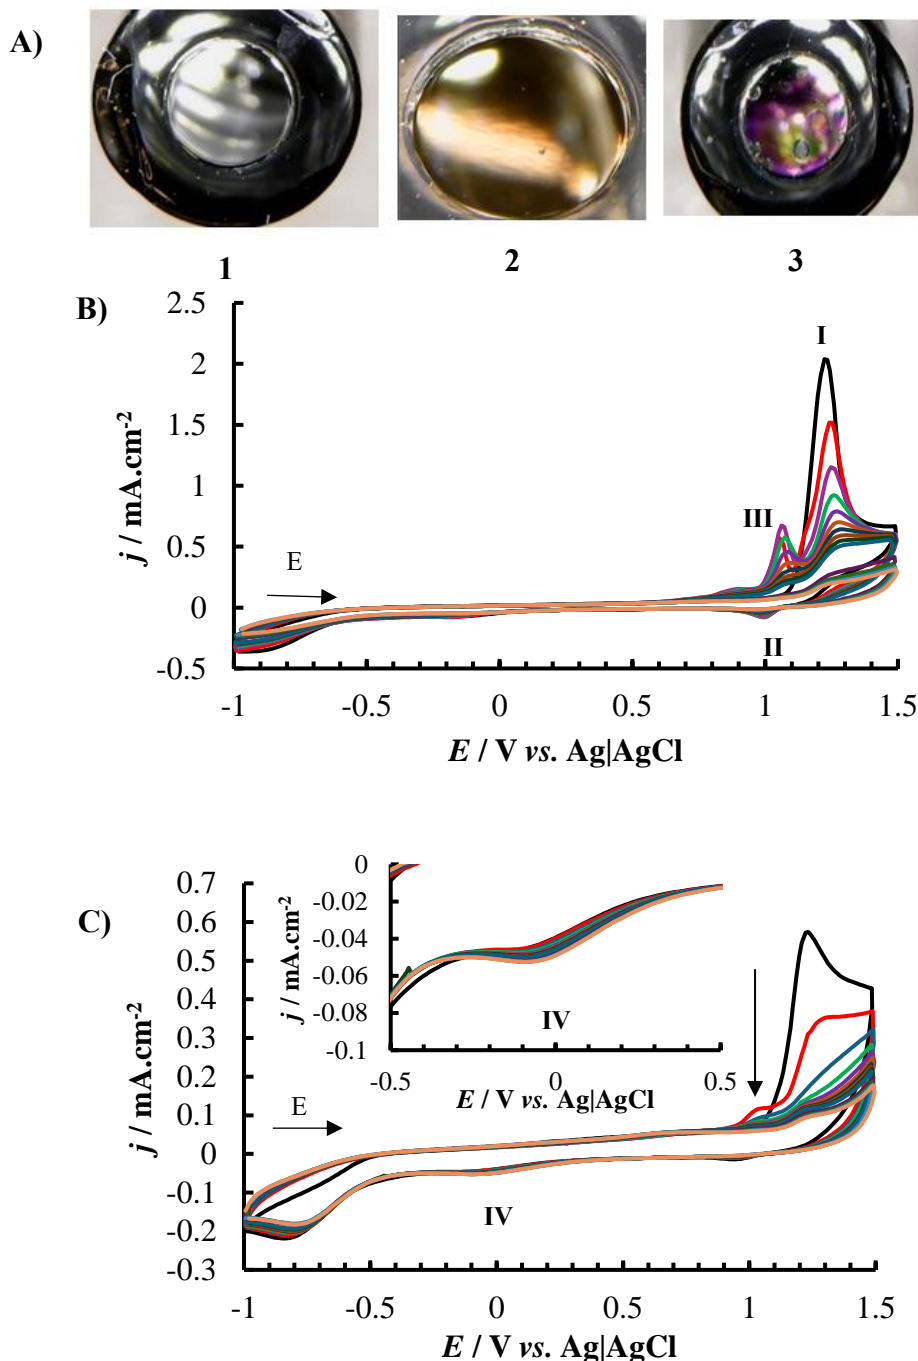 A)
1 2 3
B)
2.5
2
1.5
1
0.5
0
-0.5
j / mA.cm-2
I
III
II
E
-1 -0.5 0 0.5 1 1.5
E / V vs. Ag|AgCl
C)
0.7
0.6
0.5
0.4
0.3
0.2
0.1
0
-0.1
-0.2
-0.3
j / mA.cm-2
0
-0.02
-0.04
-0.06
-0.08
-0.1
j / mA.cm-2
IV
-0.5 0 0.5
E / V vs. Ag|AgCl
E
IV
-1 -0.5 0 0.5 1 1.5
E / V vs. Ag|AgCl